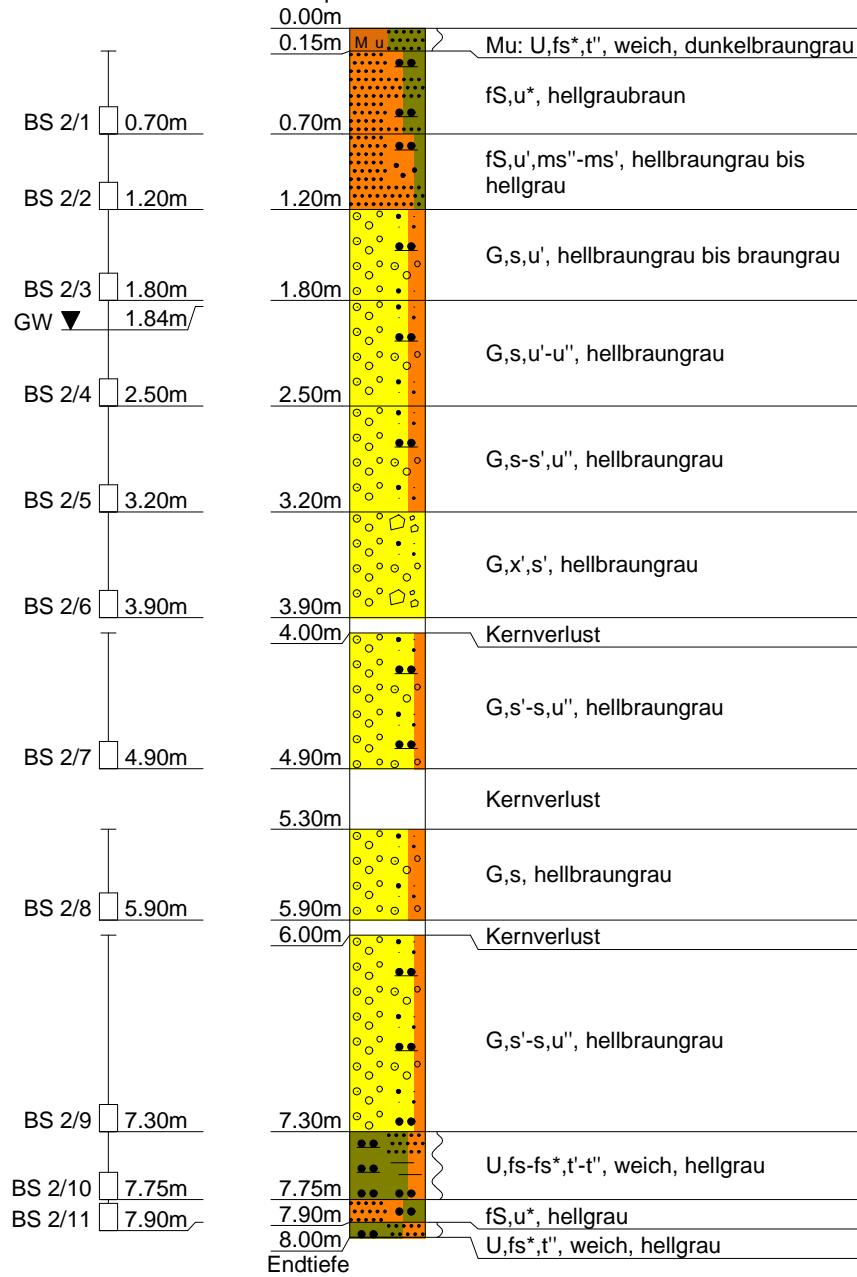 0.00m
0.15m
Mu
Mu: U,fs*,t'', weich, dunkelbraungrau
fS,u*, hellgraubraun
BS 2/1 0.70m 0.70m
fS,u',ms''-ms', hellbraungrau bis
hellgrau
BS 2/2 1.20m 1.20m
G,s,u', hellbraungrau bis braungrau
BS 2/3 1.80m 1.80m
GW 1.84m
G,s,u'-u'', hellbraungrau
BS 2/4 2.50m 2.50m
G,s-s',u'', hellbraungrau
BS 2/5 3.20m 3.20m
G,x',s', hellbraungrau
BS 2/6 3.90m 3.90m
4.00m Kernverlust
G,s'-s,u'', hellbraungrau
BS 2/7 4.90m 4.90m
Kernverlust
5.30m
G,s, hellbraungrau
BS 2/8 5.90m 5.90m
6.00m Kernverlust
G,s'-s,u'', hellbraungrau
BS 2/9 7.30m 7.30m
U,fs-fs*,t'-t'', weich, hellgrau
BS 2/10 7.75m 7.75m
BS 2/11 7.90m 7.90m fS,u*, hellgrau
8.00m U,fs*,t'', weich, hellgrau
Endtiefe